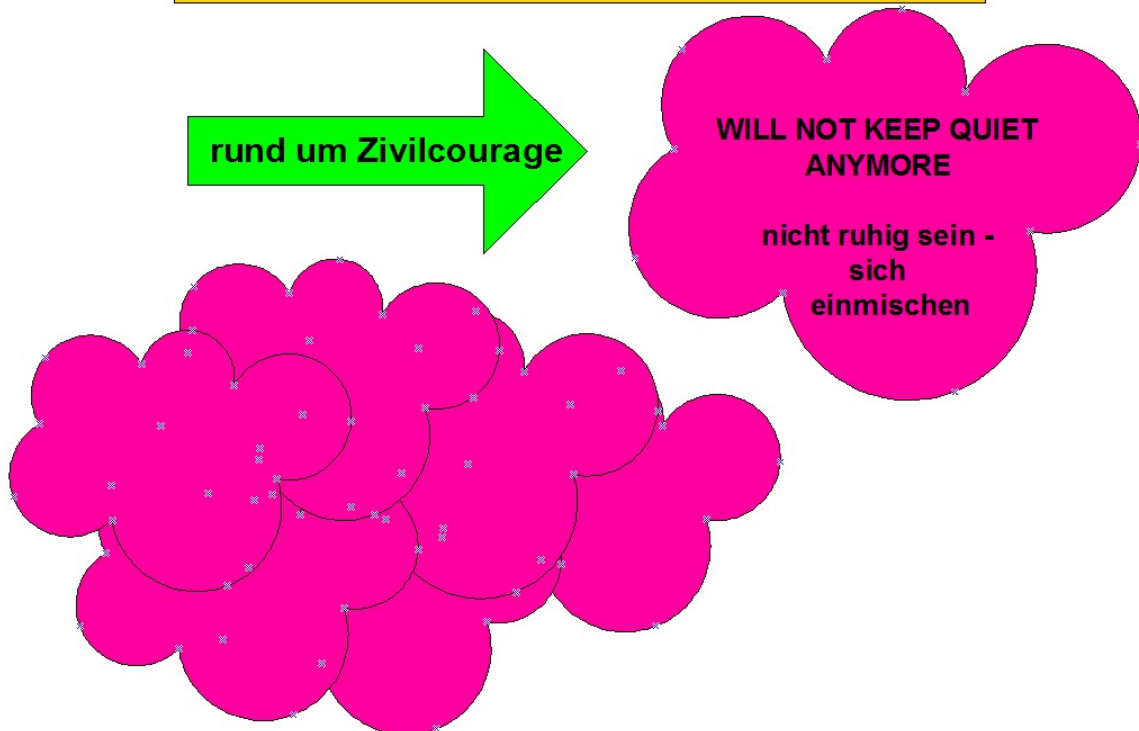 rund um Zivilcourage
WILL NOT KEEP QUIET
ANYMORE
nicht ruhig sein -
sich
einmischen